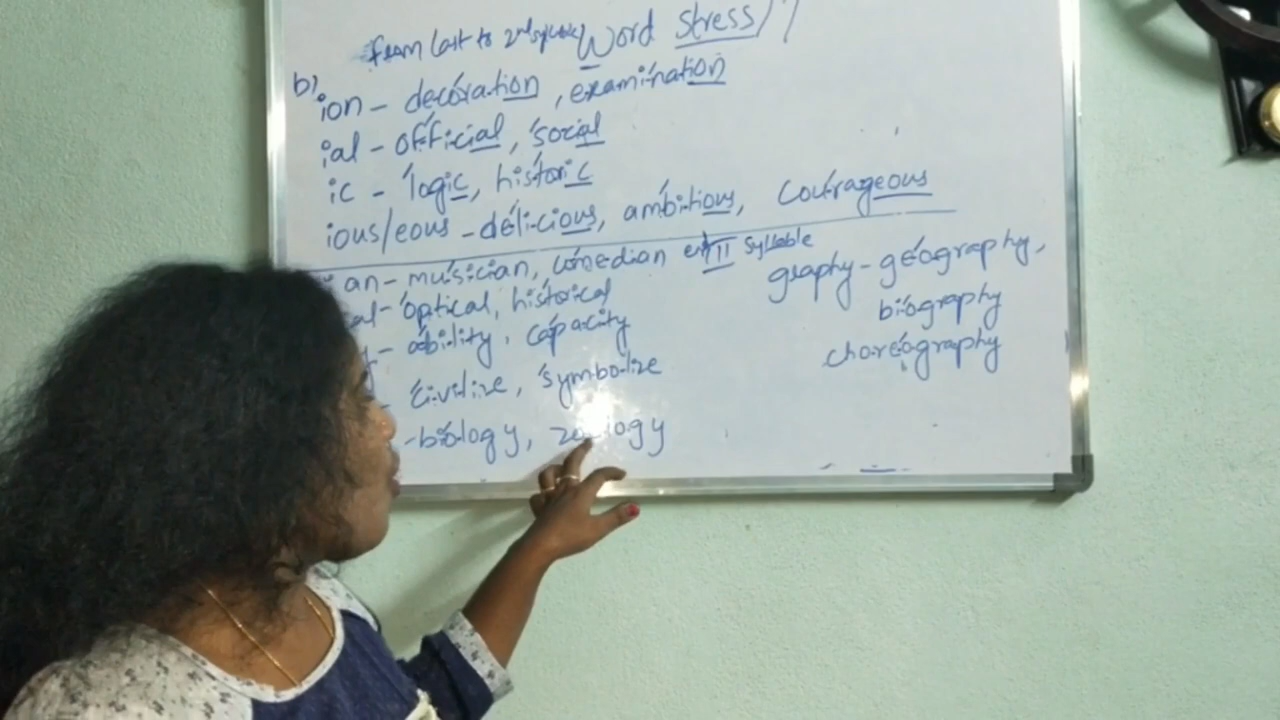 from last to 2nd syllable Word Stress
b) ion - decoration, examination
ial - official, social
ic - logic, historic
ious/eous - delicious, ambitious, courageous
an - musician, comedian II syllable
al - optical, historical
y - ability, capacity
civilize, symbolize
- biology, zoology
graphy - geography,
biography
choreography